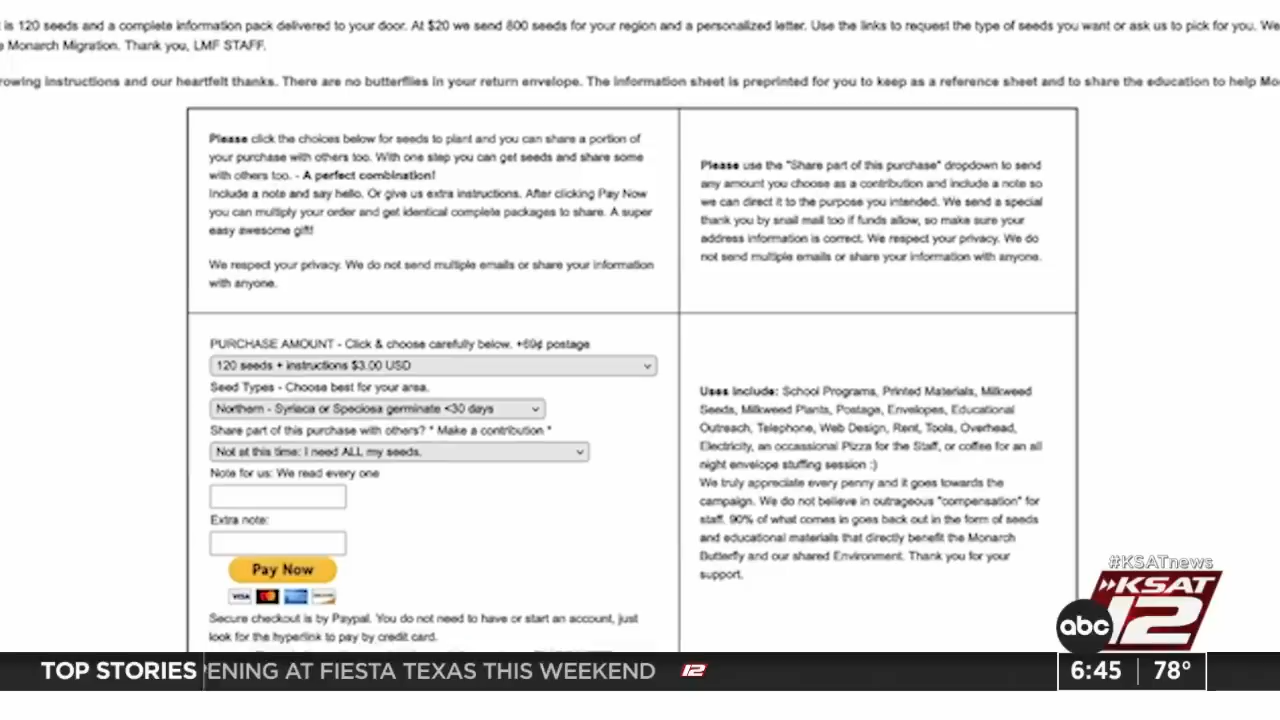 is 120 seeds and a complete information pack delivered to your door. At $20 we send 800 seeds for your region and a personalized letter. Use the links to request the type of seeds you want or ask us to pick for you. We
Monarch Migration. Thank you, LMF STAFF.
rowing instructions and our heartfelt thanks. There are no butterflies in your return envelope. The information sheet is preprinted for you to keep as a reference sheet and to share the education to help Mo
Please click the choices below for seeds to plant and you can share a portion of
your purchase with others too. With one step you can get seeds and share some
with others too. - A perfect combination!
Include a note and say hello. Or give us extra instructions. After clicking Pay Now
you can multiply your order and get identical complete packages to share. A super
easy awesome gift!
We respect your privacy. We do not send multiple emails or share your information
with anyone.
Please use the "Share part of this purchase" dropdown to send
any amount you choose as a contribution and include a note so
we can direct it to the purpose you intended. We send a special
thank you by snail mail too if funds allow, so make sure your
address information is correct. We respect your privacy. We do
not send multiple emails or share your information with anyone.
PURCHASE AMOUNT - Click & choose carefully below. +69¢ postage
120 seeds + instructions $3.00 USD
Seed Types - Choose best for your area.
Northern - Syriaca or Speciosa germinate <30 days
Share part of this purchase with others? * Make a contribution *
Not at this time: I need ALL my seeds.
Note for us: We read every one
Extra note:
Pay Now
VISA
Secure checkout is by Paypal. You do not need to have or start an account, just
look for the hyperlink to pay by credit card.
Uses include: School Programs, Printed Materials, Milkweed
Seeds, Milkweed Plants, Postage, Envelopes, Educational
Outreach, Telephone, Web Design, Rent, Tools, Overhead,
Electricity, an occassional Pizza for the Staff, or coffee for an all
night envelope stuffing session :)
We truly appreciate every penny and it goes towards the
campaign. We do not believe in outrageous "compensation" for
staff. 90% of what comes in goes back out in the form of seeds
and educational materials that directly benefit the Monarch
Butterfly and our shared Environment. Thank you for your
support.
#KSATnews
KSAT
abc 12
TOP STORIES PENING AT FIESTA TEXAS THIS WEEKEND 12
6:45 78°